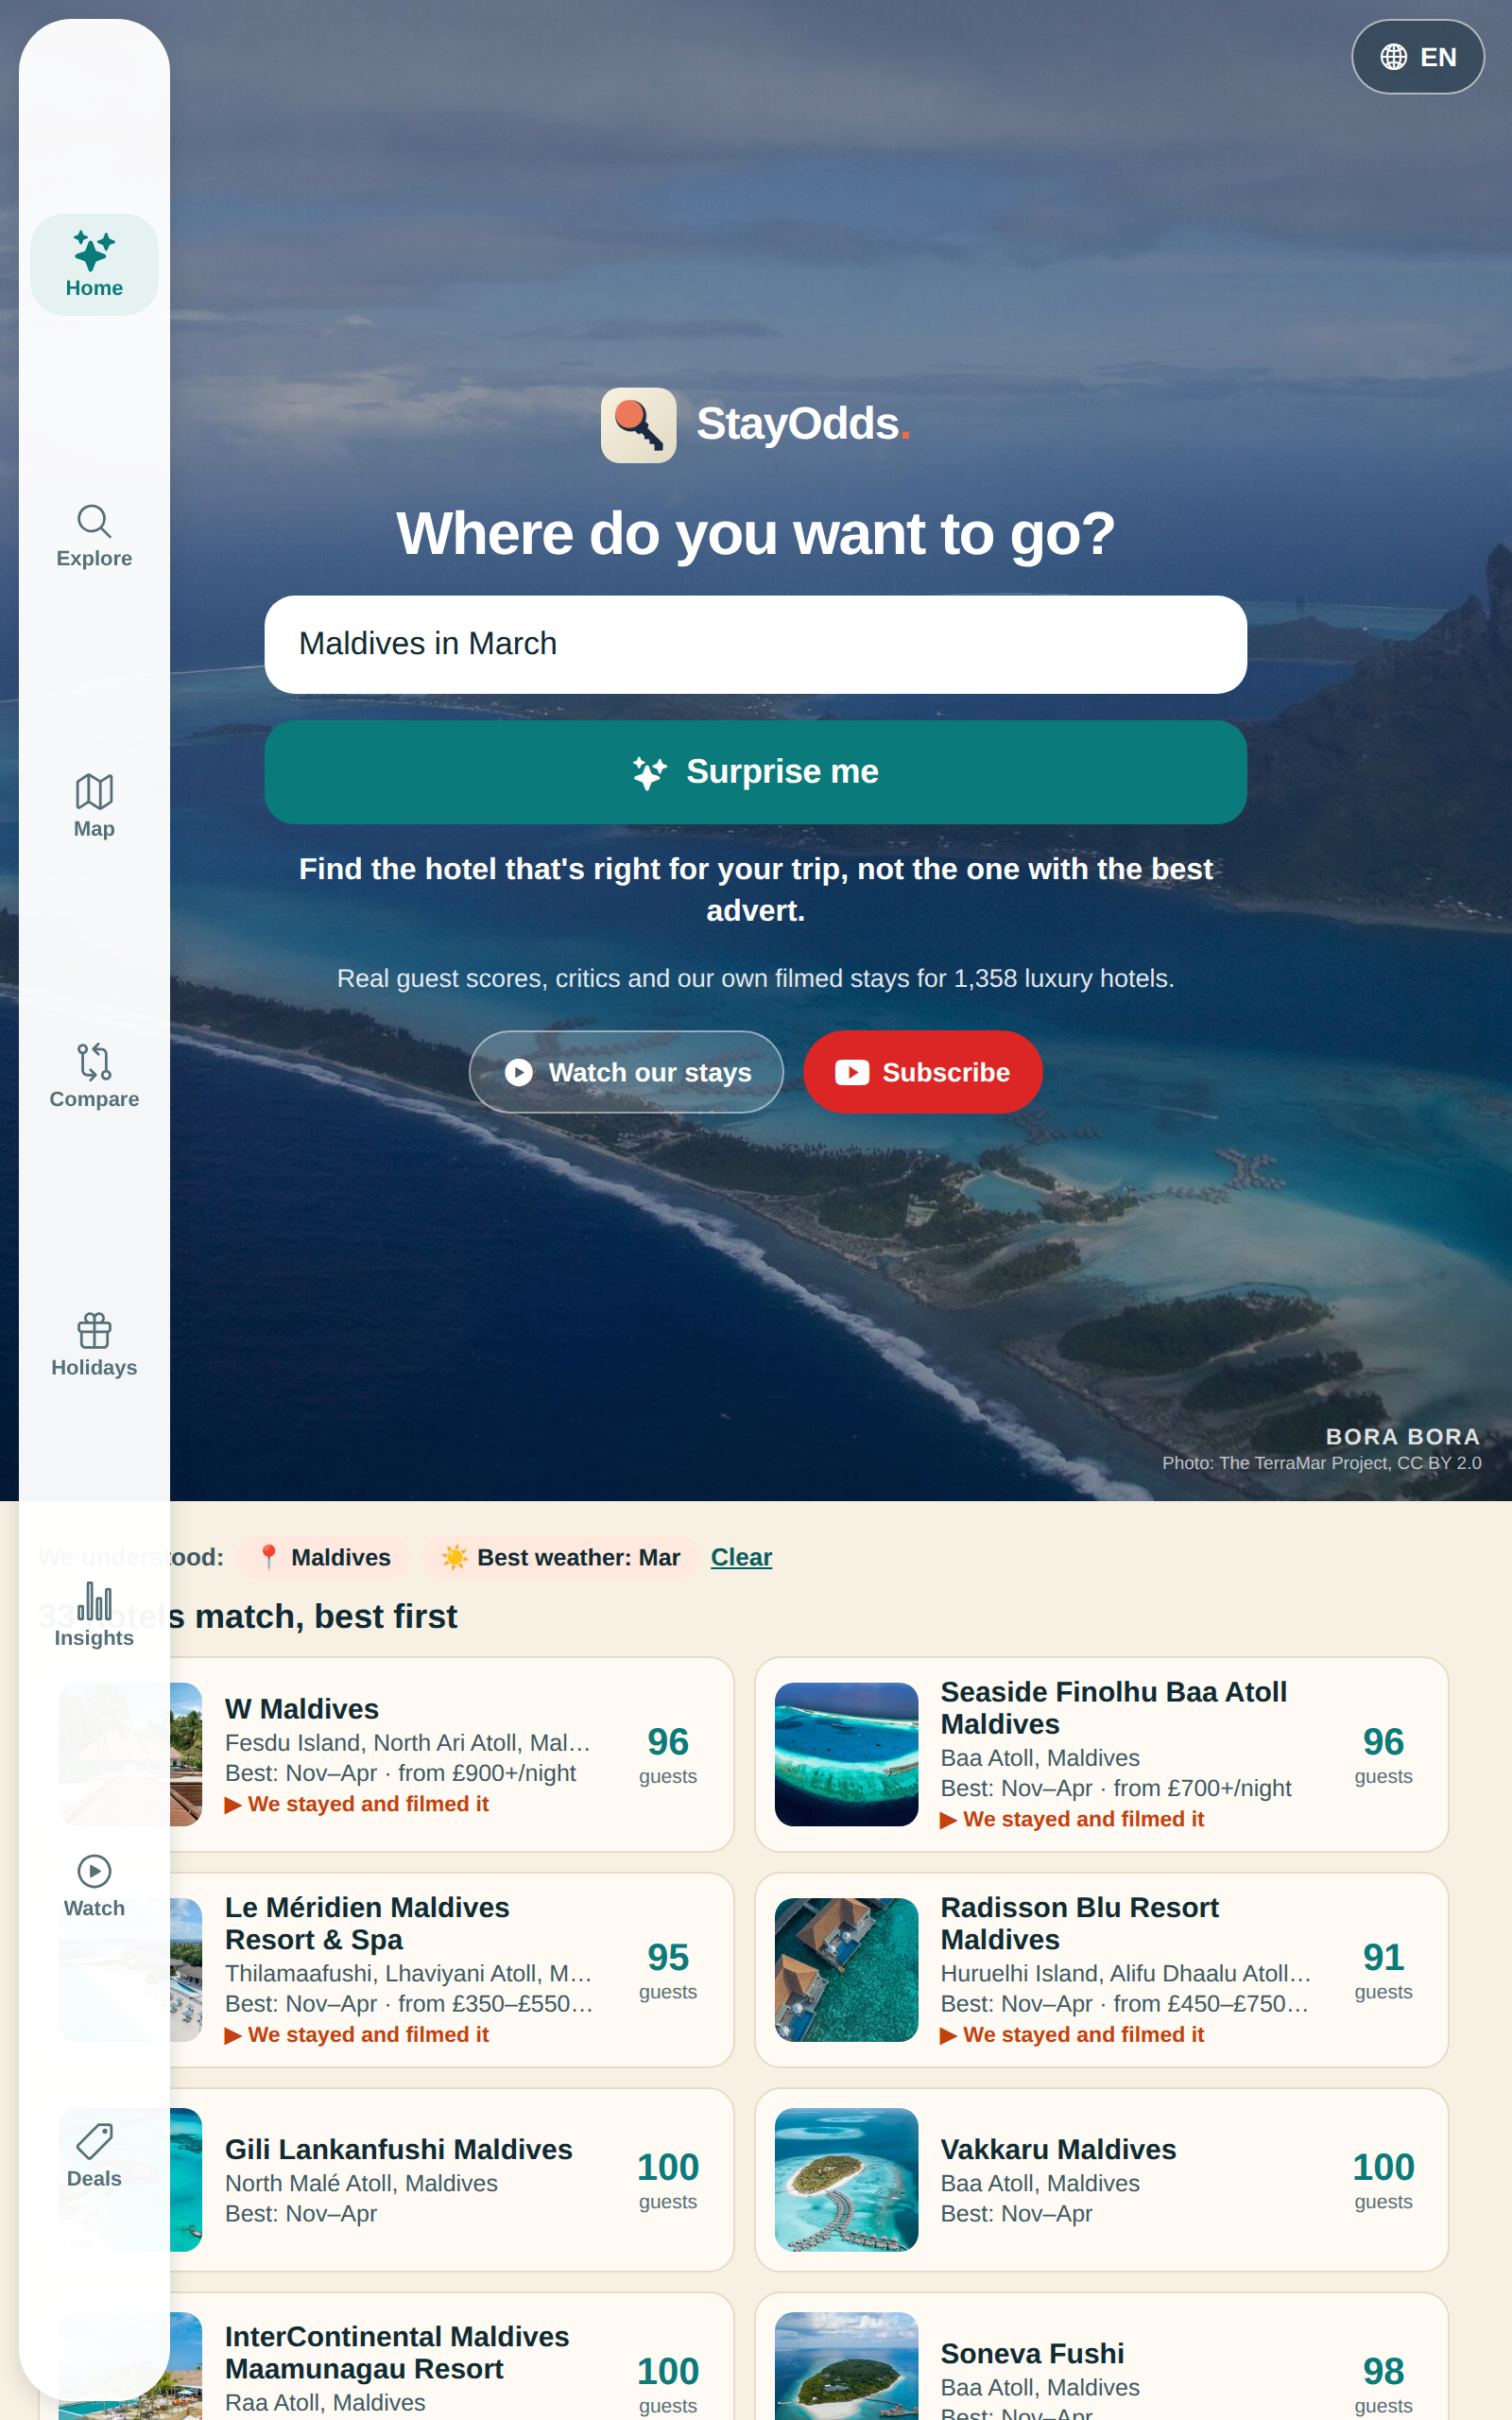 EN
Home
Explore
Map
Compare
Holidays
Insights
Watch
Deals
StayOdds.
Where do you want to go?
Maldives in March
Surprise me
Find the hotel that's right for your trip, not the one with the best
advert.
Real guest scores, critics and our own filmed stays for 1,358 luxury hotels.
Watch our stays
Subscribe
BORA BORA
Photo: The TerraMar Project, CC BY 2.0
We understood: 📍 Maldives ☀️ Best weather: Mar Clear
33 hotels match, best first
W Maldives
Fesdu Island, North Ari Atoll, Mal…
Best: Nov–Apr · from £900+/night
▶ We stayed and filmed it
96
guests
Seaside Finolhu Baa Atoll
Maldives
Baa Atoll, Maldives
Best: Nov–Apr · from £700+/night
▶ We stayed and filmed it
96
guests
Le Méridien Maldives
Resort & Spa
Thilamaafushi, Lhaviyani Atoll, M…
Best: Nov–Apr · from £350–£550…
▶ We stayed and filmed it
95
guests
Radisson Blu Resort
Maldives
Huruelhi Island, Alifu Dhaalu Atoll…
Best: Nov–Apr · from £450–£750…
▶ We stayed and filmed it
91
guests
Gili Lankanfushi Maldives
North Malé Atoll, Maldives
Best: Nov–Apr
100
guests
Vakkaru Maldives
Baa Atoll, Maldives
Best: Nov–Apr
100
guests
InterContinental Maldives
Maamunagau Resort
Raa Atoll, Maldives
100
guests
Soneva Fushi
Baa Atoll, Maldives
Best: Nov–Apr
98
guests